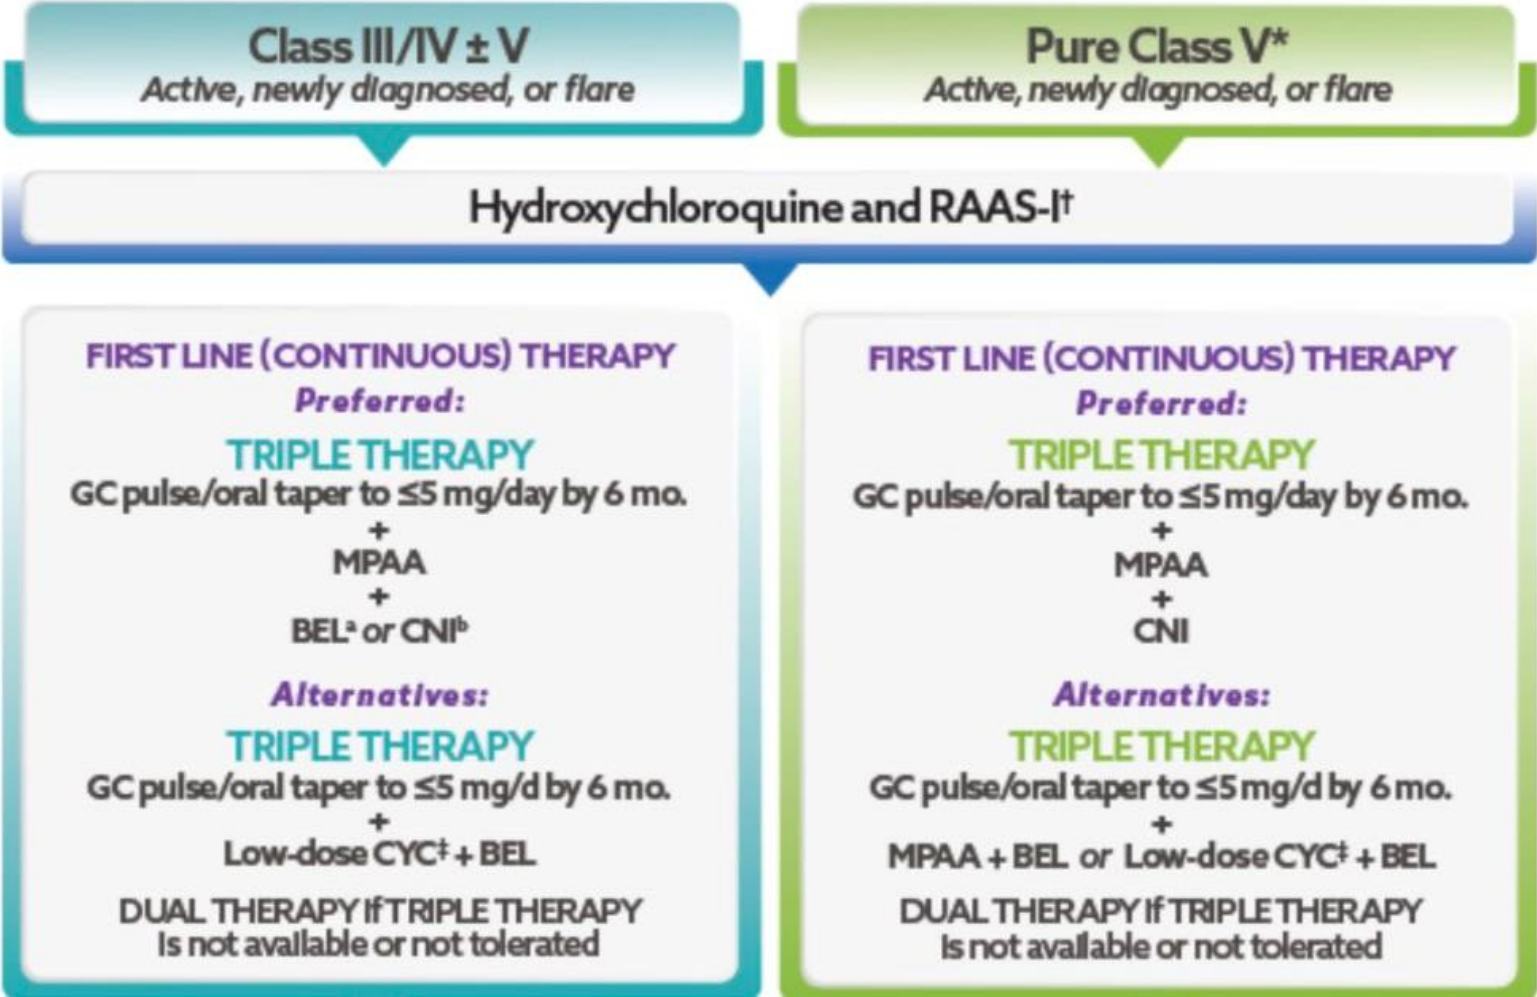 Class III/IV ± V
Active, newly diagnosed, or flare
Pure Class V*
Active, newly diagnosed, or flare
Hydroxychloroquine and RAAS-I†
FIRST LINE (CONTINUOUS) THERAPY
Preferred:
TRIPLE THERAPY
GC pulse/oral taper to ≤5 mg/day by 6 mo.
+
MPAA
+
BELª or CNIᵇ
Alternatives:
TRIPLE THERAPY
GC pulse/oral taper to ≤5 mg/d by 6 mo.
+
Low-dose CYC‡ + BEL
DUAL THERAPY If TRIPLE THERAPY
Is not available or not tolerated
FIRST LINE (CONTINUOUS) THERAPY
Preferred:
TRIPLE THERAPY
GC pulse/oral taper to ≤5 mg/day by 6 mo.
+
MPAA
+
CNI
Alternatives:
TRIPLE THERAPY
GC pulse/oral taper to ≤5 mg/d by 6 mo.
+
MPAA + BEL or Low-dose CYC‡ + BEL
DUAL THERAPY If TRIPLE THERAPY
Is not available or not tolerated